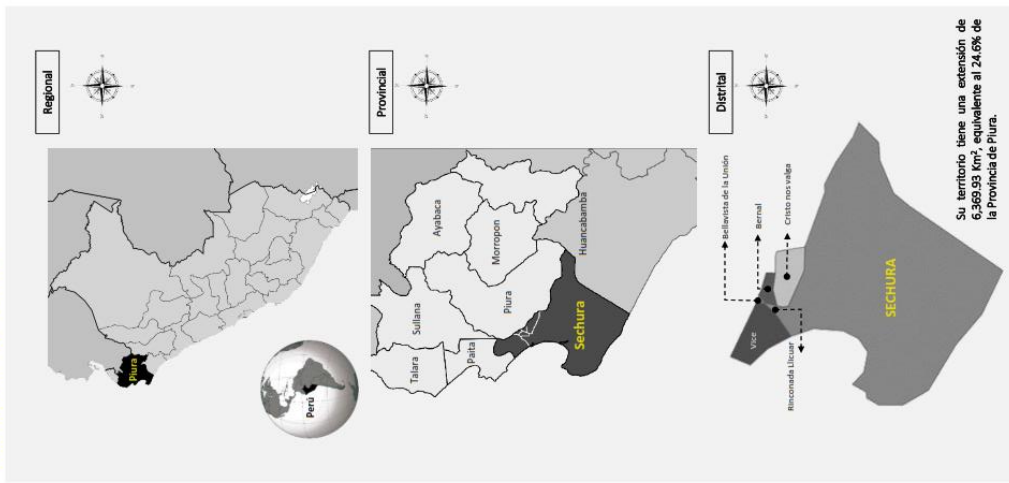 Regional
Piura
Perú
Provincial
Talara
Sullana
Ayabaca
Paita
Piura
Morropon
Huancabamba
Sechura
Distrital
Bellavista de la Unión
Bernal
Cristo nos valga
Vice
Rinconada Llicuar
SECHURA
Su territorio tiene una extensión de
6,369.93 Km², equivalente al 24.6% de
la Provincia de Piura.